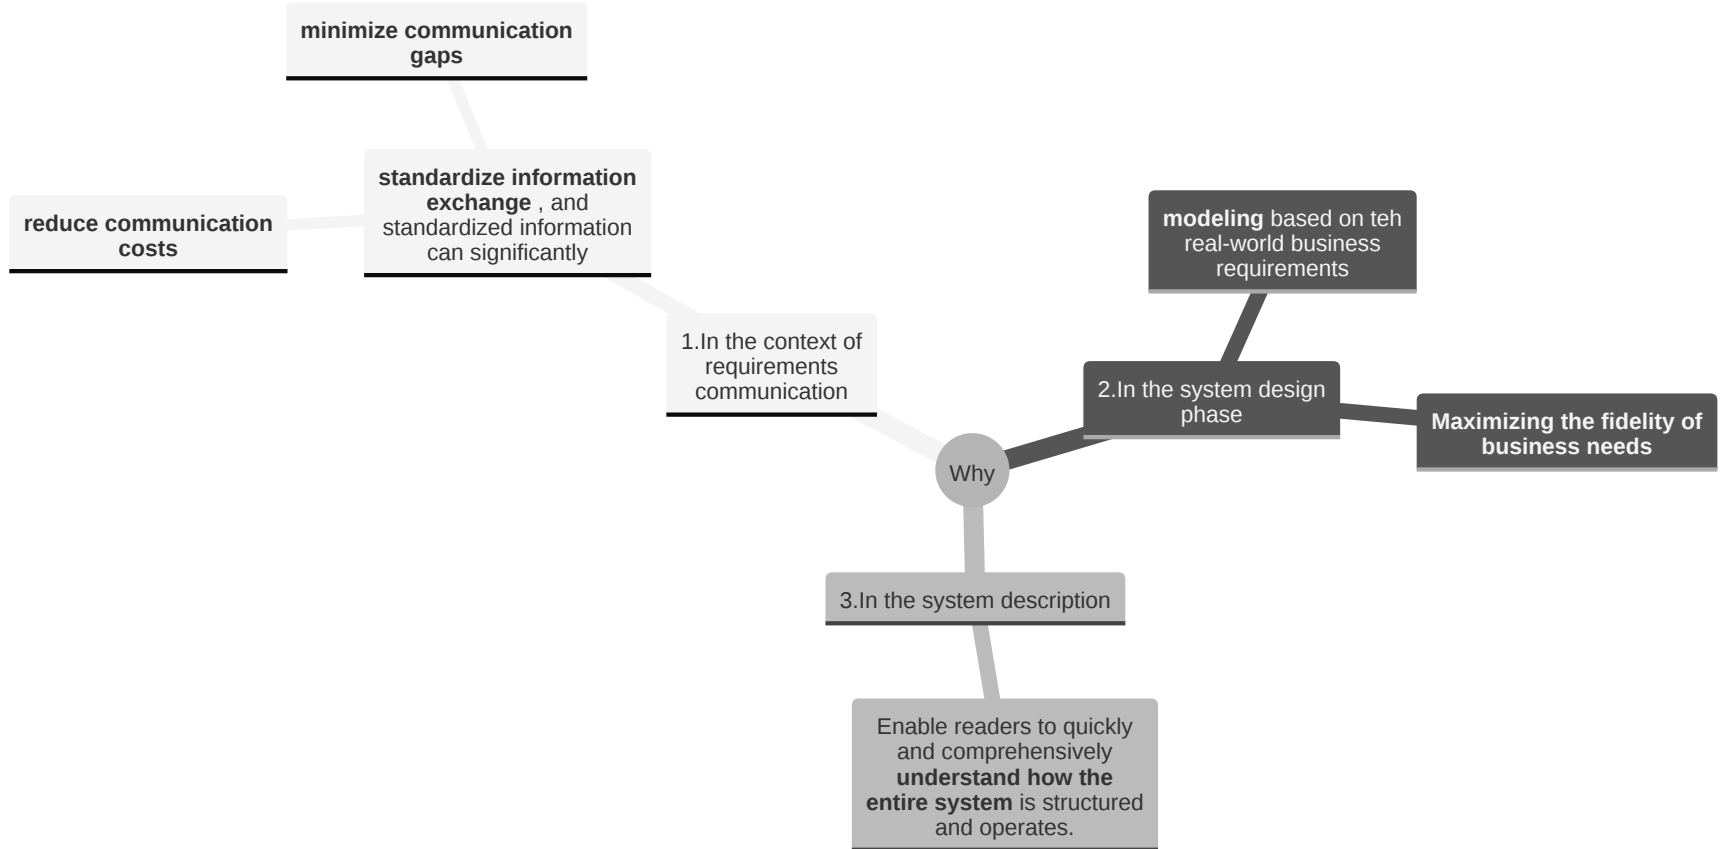 minimize communication
gaps
standardize information
exchange , and
standardized information
can significantly
reduce communication
costs
1.In the context of
requirements
communication
modeling based on teh
real-world business
requirements
2.In the system design
phase
Maximizing the fidelity of
business needs
Why
3.In the system description
Enable readers to quickly
and comprehensively
understand how the
entire system is structured
and operates.